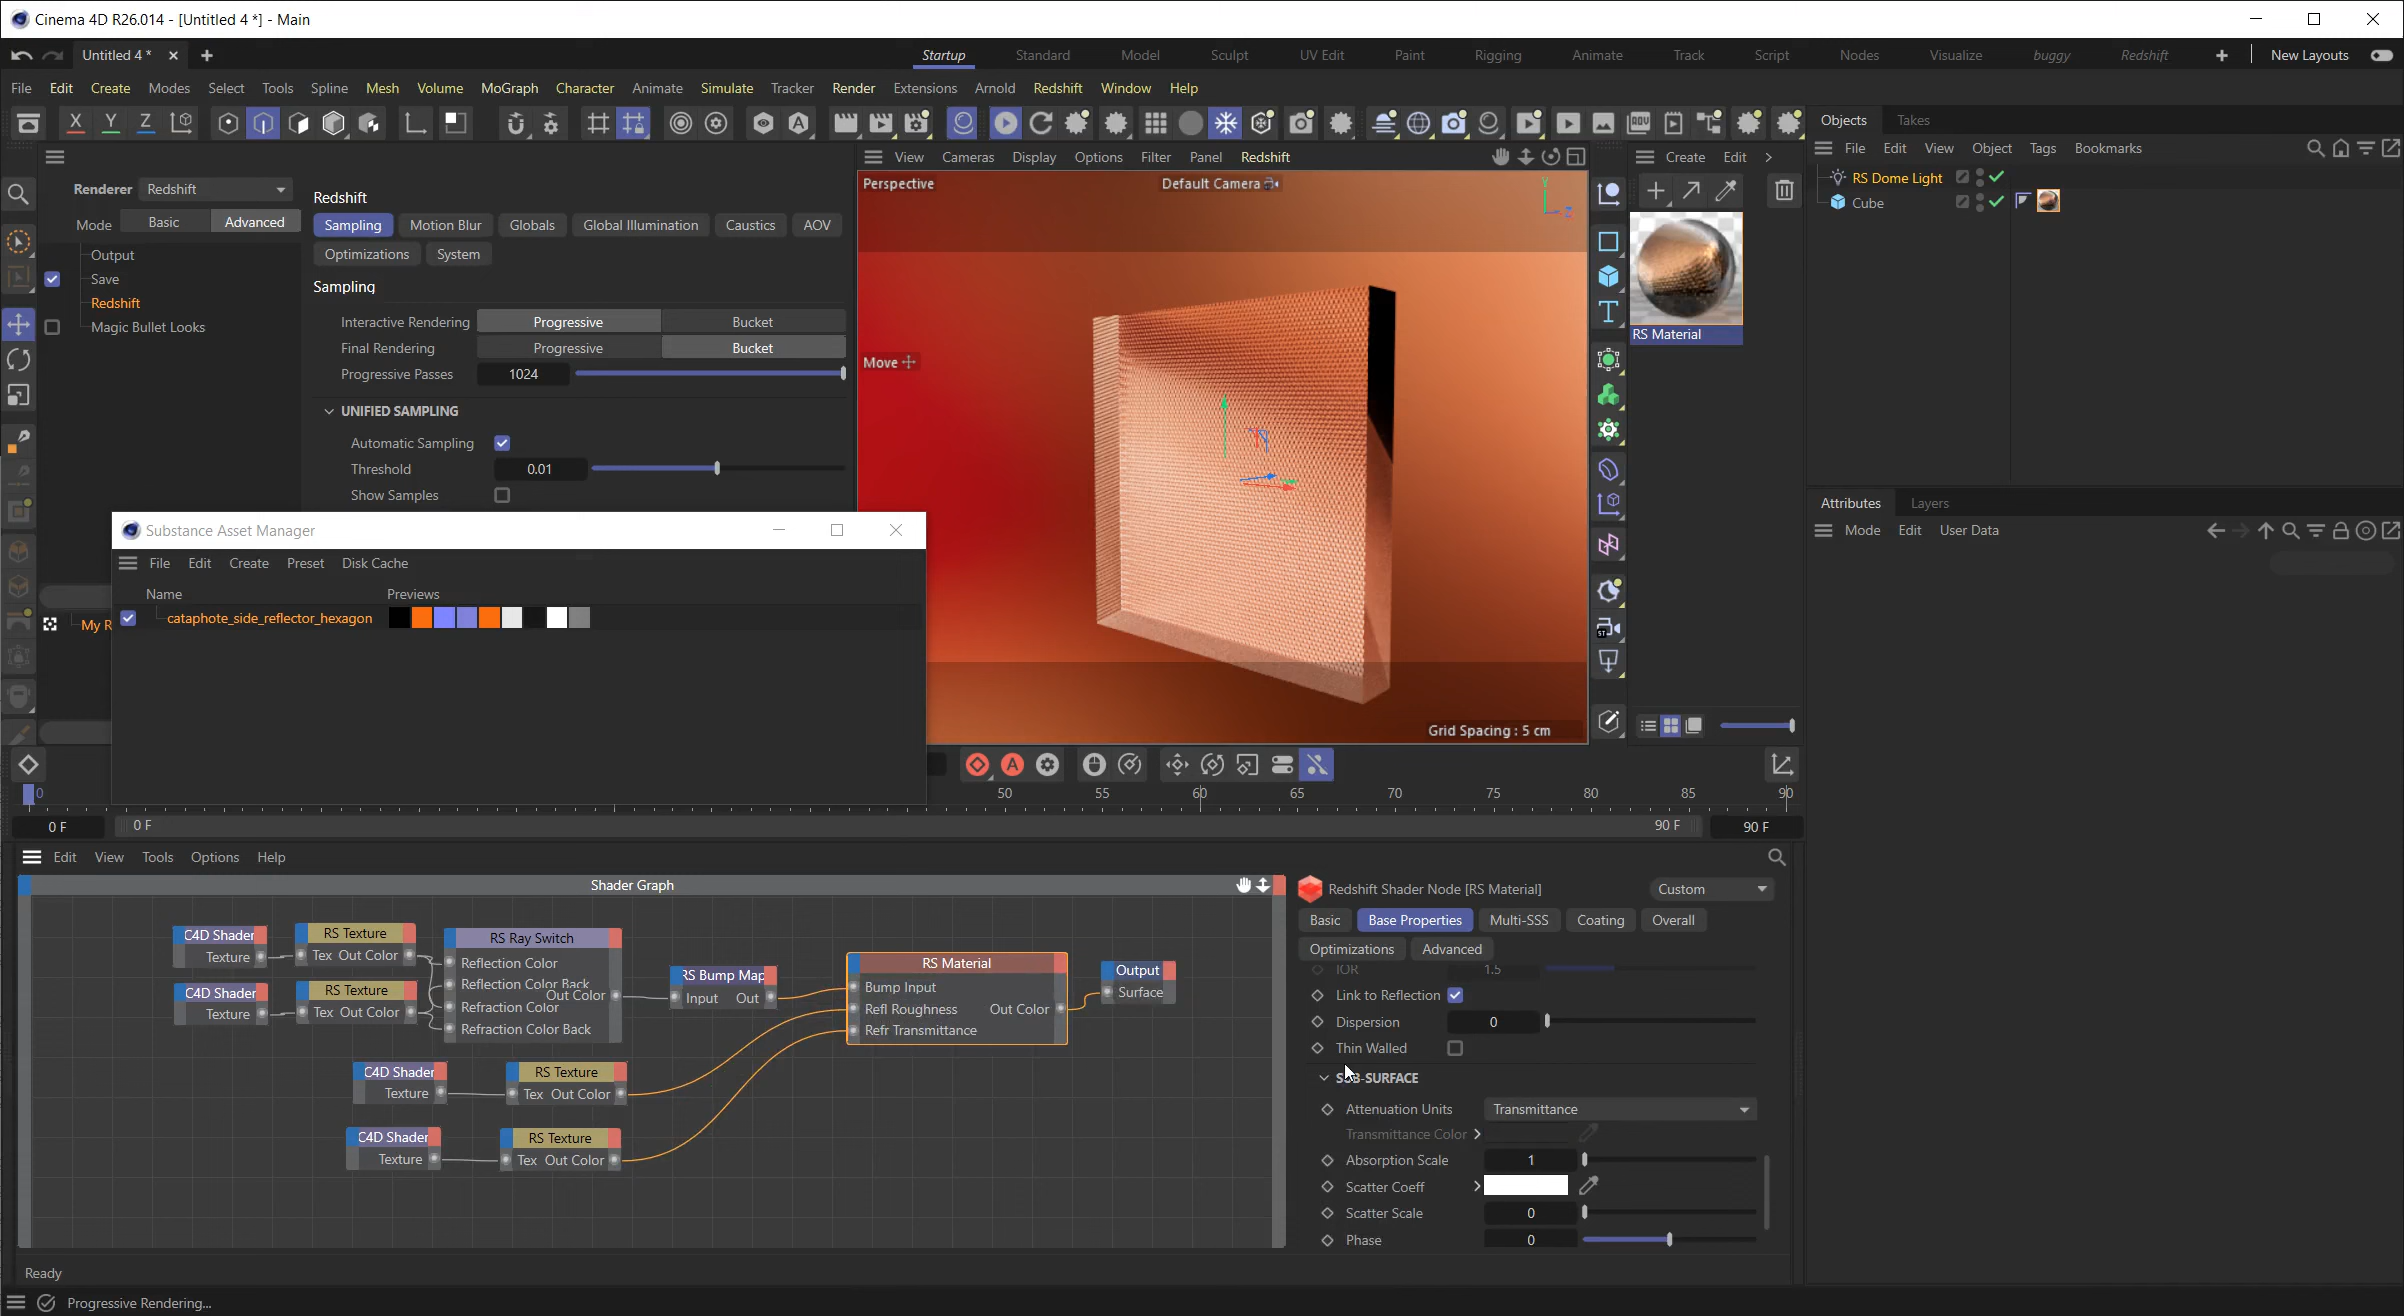 Cinema 4D R26.014 - [Untitled 4 *] - Main
Untitled 4 *
Startup Standard Model Sculpt UV Edit Paint Rigging Animate Track Script Nodes Visualize buggy Redshift New Layouts
File Edit Create Modes Select Tools Spline Mesh Volume MoGraph Character Animate Simulate Tracker Render Extensions Arnold Redshift Window Help
X Y Z
Objects Takes
File Edit View Object Tags Bookmarks
RS Dome Light
Cube
Renderer Redshift
Mode Basic Advanced
Output
Save
Redshift
Magic Bullet Looks
My R
Redshift
Sampling Motion Blur Globals Global Illumination Caustics AOV
Optimizations System
Sampling
Interactive Rendering Progressive Bucket
Final Rendering Progressive Bucket
Progressive Passes 1024
UNIFIED SAMPLING
Automatic Sampling
Threshold 0.01
Show Samples
View Cameras Display Options Filter Panel Redshift
Perspective
Default Camera
Y
Z
Move
Grid Spacing : 5 cm
Create Edit
RS Material
Attributes Layers
Mode Edit User Data
Substance Asset Manager
File Edit Create Preset Disk Cache
Name Previews
cataphote_side_reflector_hexagon
0 50 55 60 65 70 75 80 85 90
0 F 0 F 90 F 90 F
Edit View Tools Options Help
Shader Graph
C4D Shader
Texture
RS Texture
Tex Out Color
C4D Shader
Texture
RS Texture
Tex Out Color
RS Ray Switch
Reflection Color
Reflection Color Back
Out Color
Refraction Color
Refraction Color Back
RS Bump Map
Input Out
RS Material
Bump Input
Refl Roughness Out Color
Refr Transmittance
Output
Surface
C4D Shader
Texture
RS Texture
Tex Out Color
C4D Shader
Texture
RS Texture
Tex Out Color
Redshift Shader Node [RS Material] Custom
Basic Base Properties Multi-SSS Coating Overall
Optimizations Advanced
IOR 1.5
Link to Reflection
Dispersion 0
Thin Walled
SUB-SURFACE
Attenuation Units Transmittance
Transmittance Color
Absorption Scale 1
Scatter Coeff
Scatter Scale 0
Phase 0
Ready
Progressive Rendering...